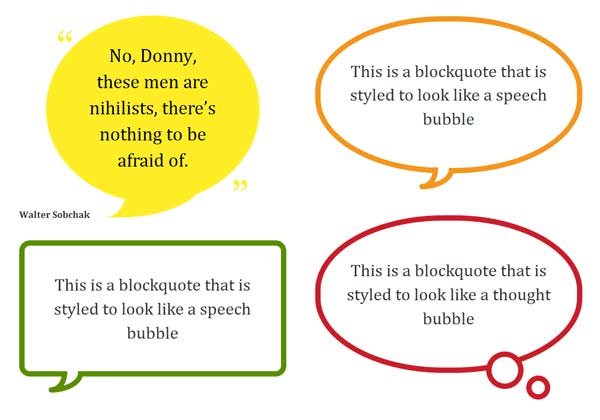 “
No, Donny,
these men are
nihilists, there’s
nothing to be
afraid of.
”
Walter Sobchak
This is a blockquote that is
styled to look like a speech
bubble
This is a blockquote that is
styled to look like a speech
bubble
This is a blockquote that is
styled to look like a thought
bubble